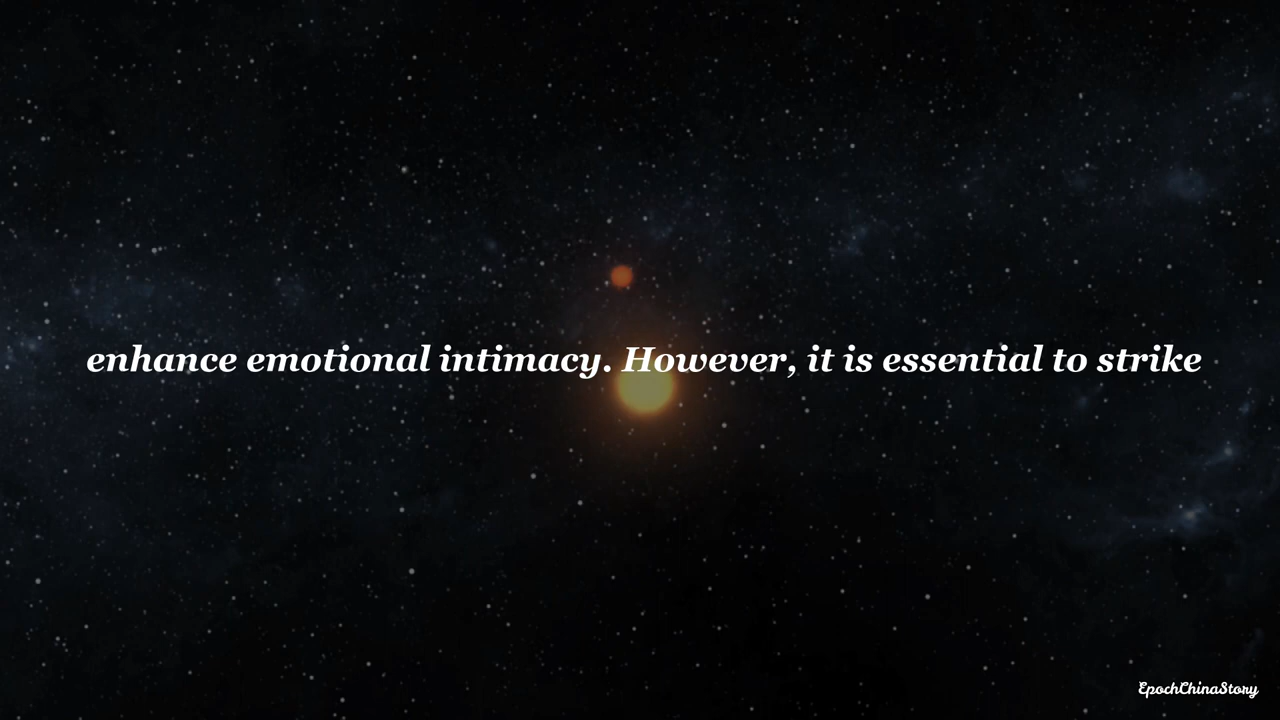 enhance emotional intimacy. However, it is essential to strike
EpochChinaStory